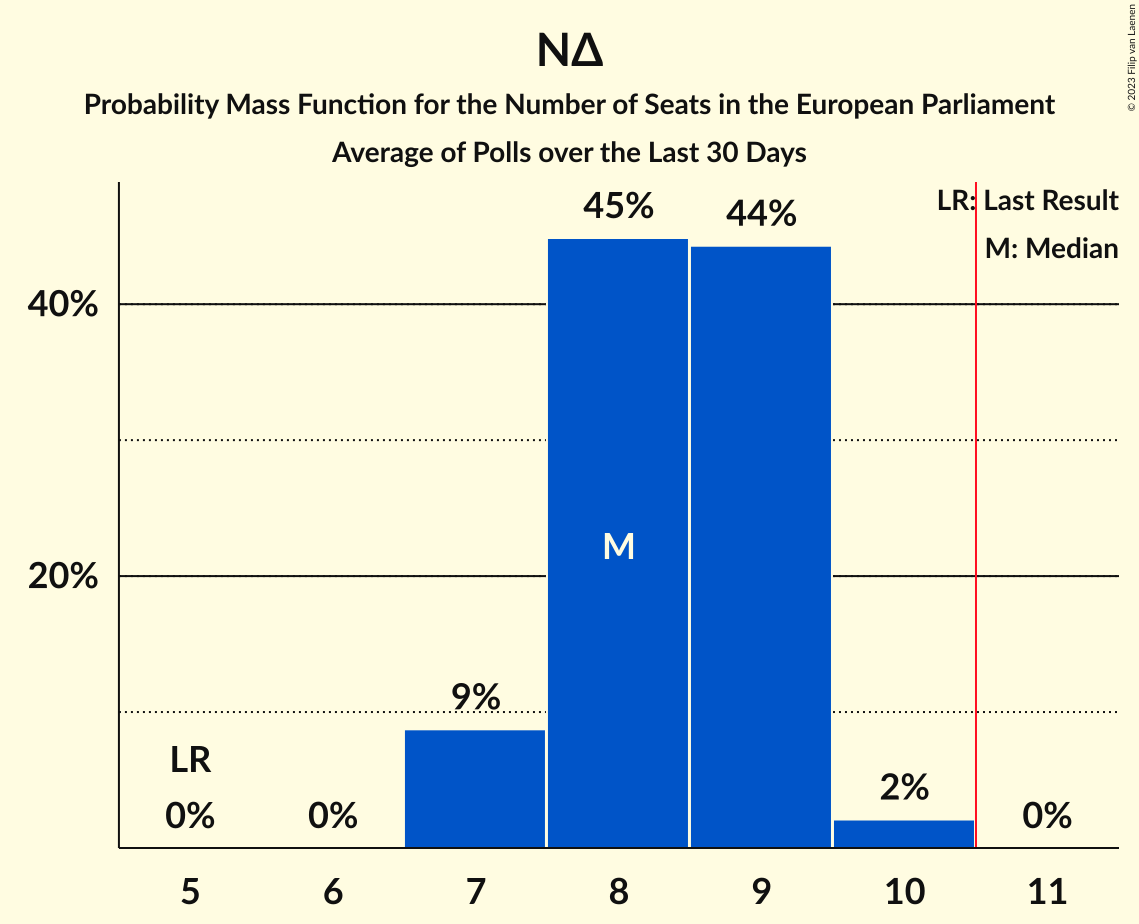 © 2023 Filip van Laenen
NΔ
Probability Mass Function for the Number of Seats in the European Parliament
Average of Polls over the Last 30 Days
LR: Last Result
M: Median
45%
44%
40%
M
20%
9%
LR
0%
0%
2%
0%
5 6 7 8 9 10 11